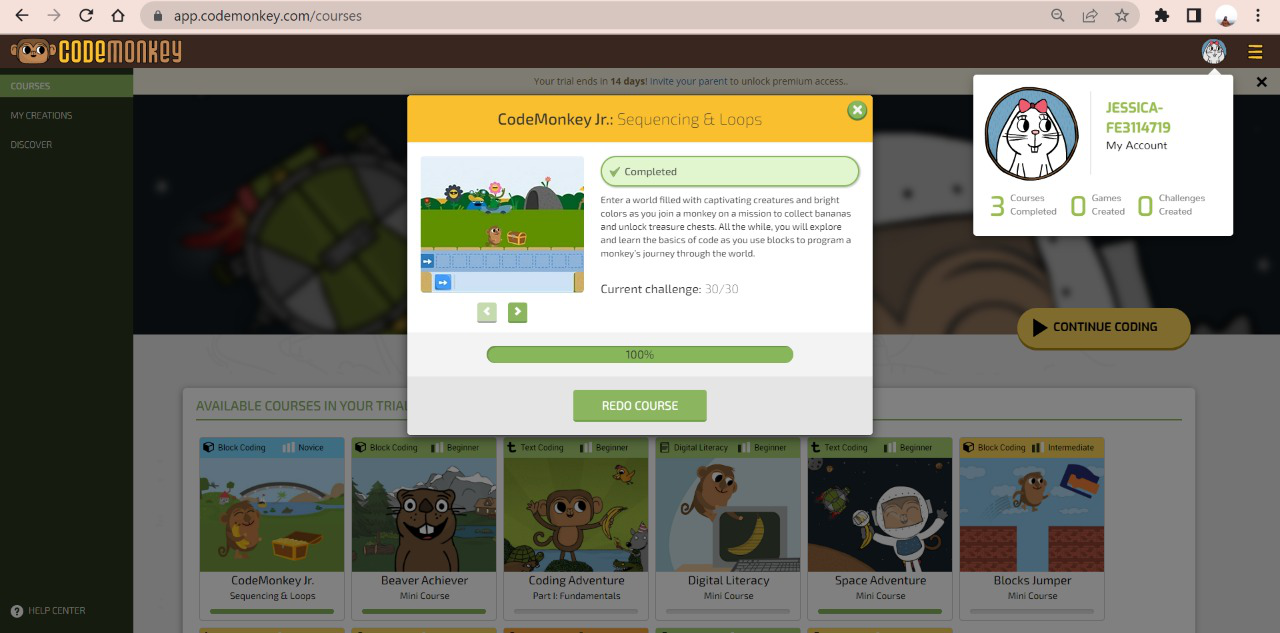 app.codemonkey.com/courses
CODEMONKEY
COURSES
MY CREATIONS
DISCOVER
HELP CENTER
Your trial ends in 14 days! Invite your parent to unlock premium access..
JESSICA-
FE3114719
My Account
3 Courses Completed
0 Games Created
0 Challenges Created
CodeMonkey Jr.: Sequencing & Loops
Completed
Enter a world filled with captivating creatures and bright
colors as you join a monkey on a mission to collect bananas
and unlock treasure chests. All the while, you will explore
and learn the basics of code as you use blocks to program a
monkey's journey through the world.
Current challenge: 30/30
100%
REDO COURSE
CONTINUE CODING
AVAILABLE COURSES IN YOUR TRIAL
Block Coding Novice
CodeMonkey Jr.
Sequencing & Loops
Block Coding Beginner
Beaver Achiever
Mini Course
Text Coding Beginner
Coding Adventure
Part I: Fundamentals
Digital Literacy Beginner
Digital Literacy
Mini Course
Text Coding Beginner
Space Adventure
Mini Course
Block Coding Intermediate
Blocks Jumper
Mini Course